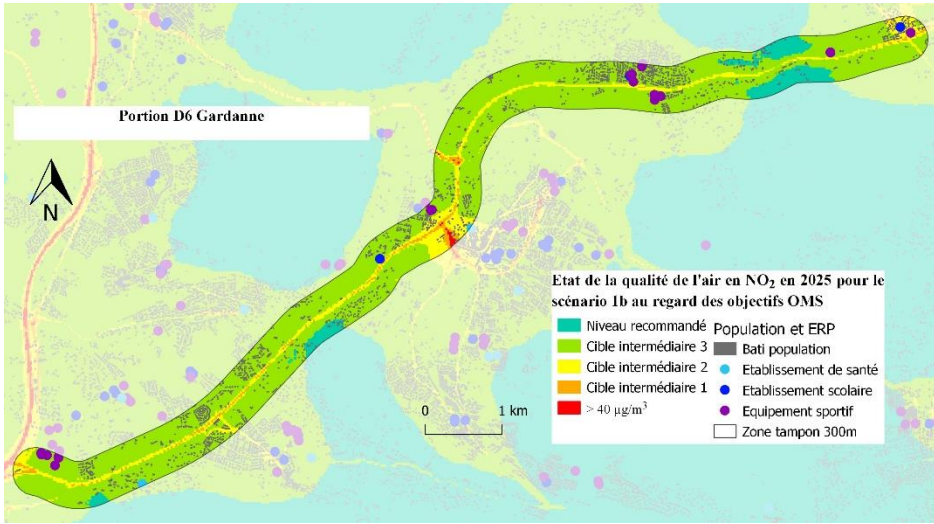 Portion D6 Gardanne
N
Etat de la qualité de l'air en NO₂ en 2025 pour le
scénario 1b au regard des objectifs OMS
Niveau recommandé
Cible intermédiaire 3
Cible intermédiaire 2
Cible intermédiaire 1
> 40 µg/m³
Population et ERP
Bati population
Etablissement de santé
Etablissement scolaire
Equipement sportif
Zone tampon 300m
0 1 km